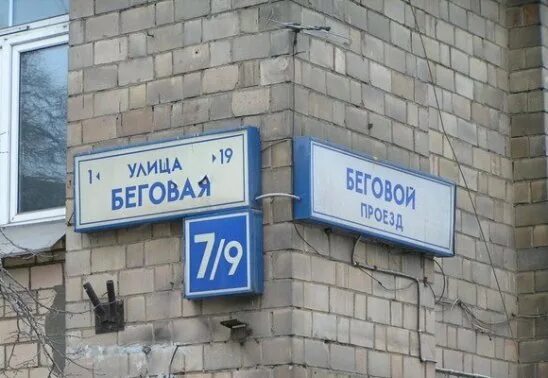 1◂ УЛИЦА ▸19
БЕГОВАЯ
7/9
БЕГОВОЙ
ПРОЕЗД